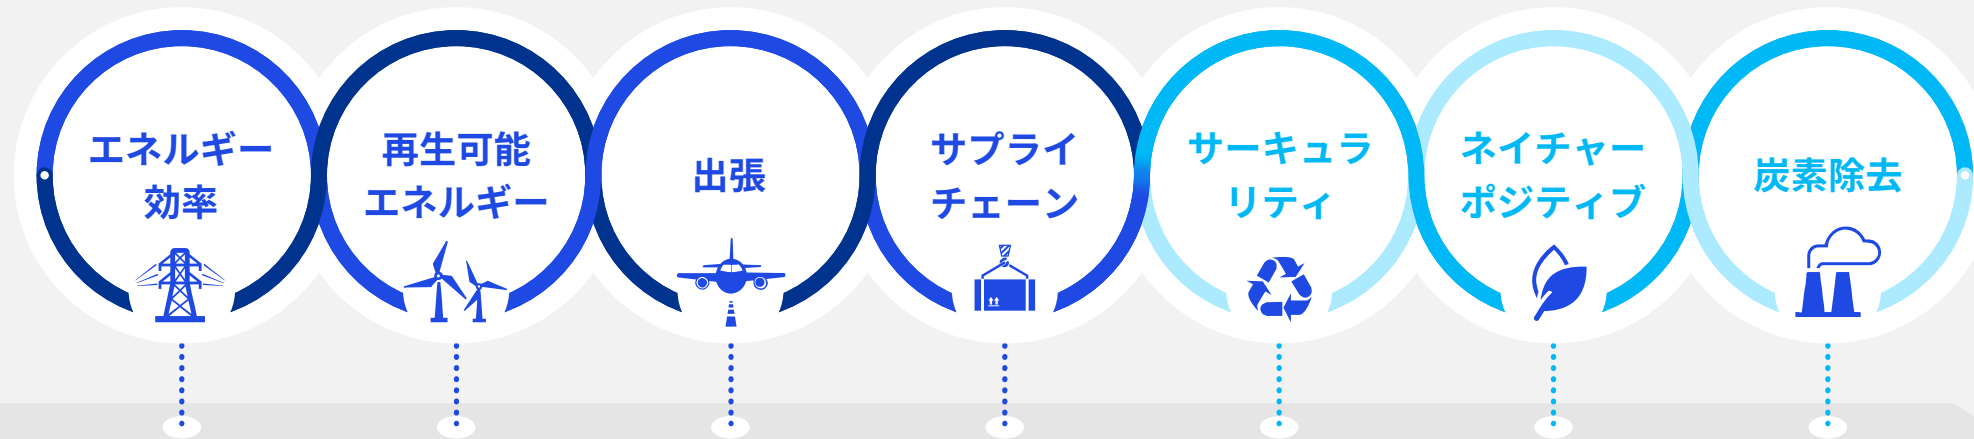 エネルギー
効率
再生可能
エネルギー
出張
サプライ
チェーン
サーキュラ
リティ
ネイチャー
ポジティブ
炭素除去